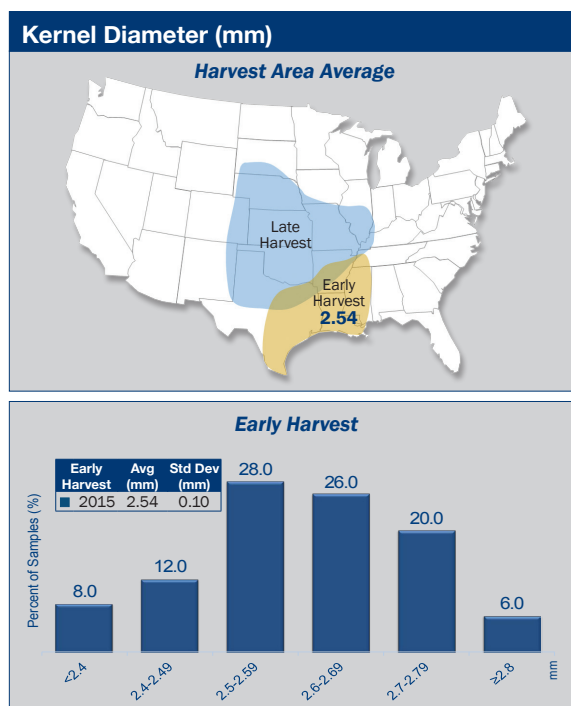 Kernel Diameter (mm)
Harvest Area Average
Late
Harvest
Early
Harvest
2.54
Early Harvest
Early Harvest Avg (mm) Std Dev (mm)
2015 2.54 0.10
Percent of Samples (%)
8.0
12.0
28.0
26.0
20.0
6.0
<2.4 2.4-2.49 2.5-2.59 2.6-2.69 2.7-2.79 ≥2.8 mm